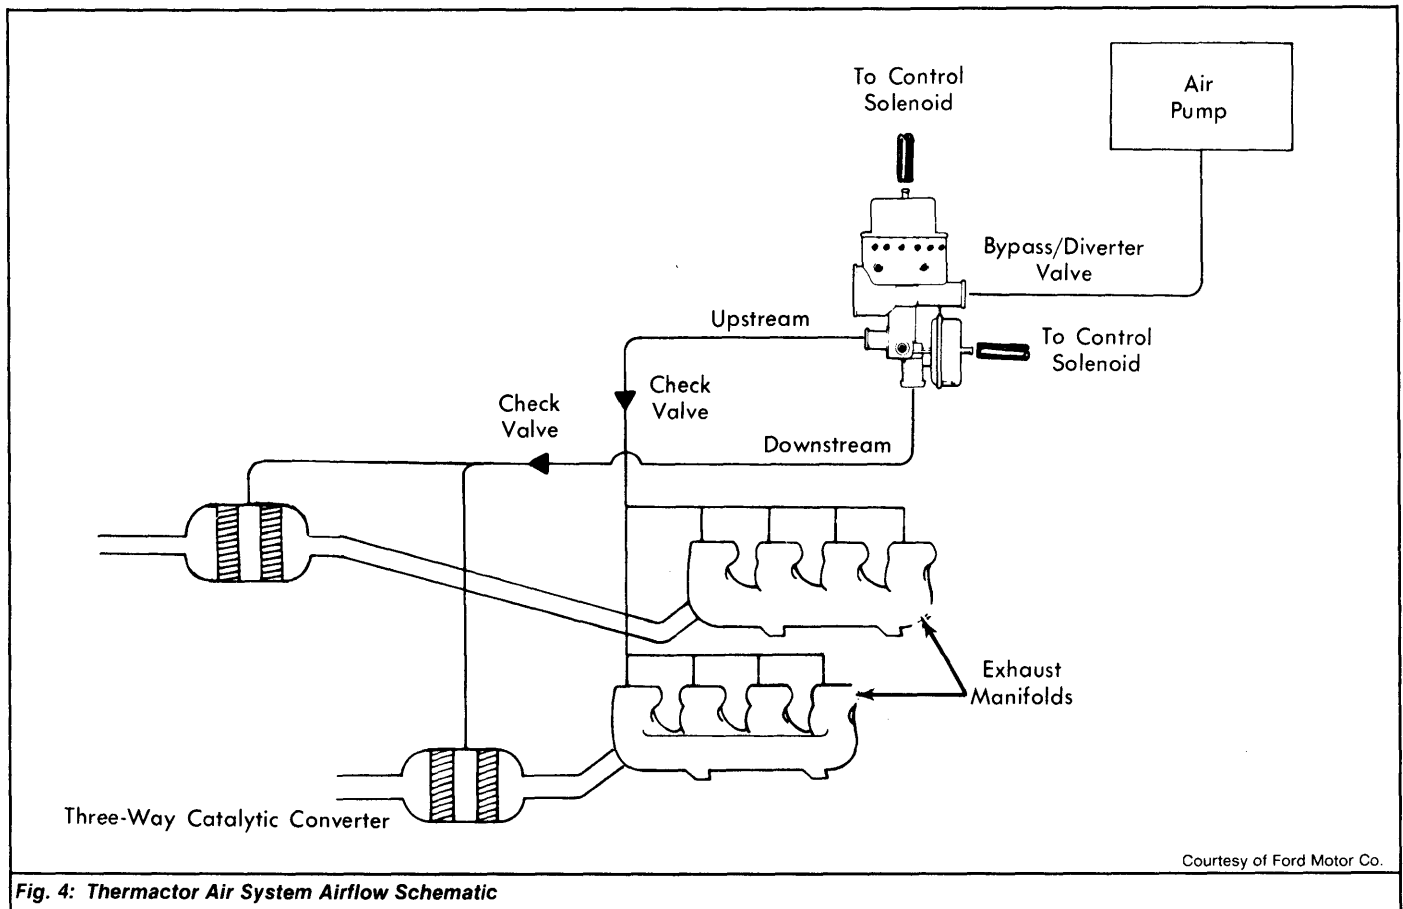 To Control
Solenoid
Air
Pump
Bypass/Diverter
Valve
Upstream
To Control
Solenoid
Check
Valve
Check
Valve
Downstream
Exhaust
Manifolds
Three-Way Catalytic Converter
Courtesy of Ford Motor Co.
Fig. 4: Thermactor Air System Airflow Schematic